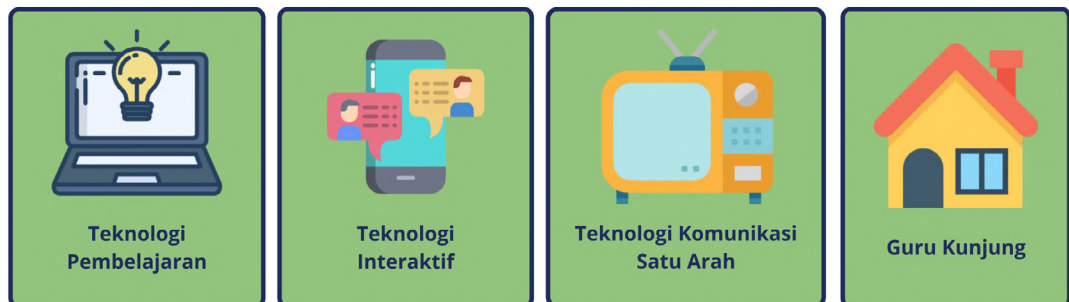 Teknologi
Pembelajaran
Teknologi
Interaktif
Teknologi Komunikasi
Satu Arah
Guru Kunjung